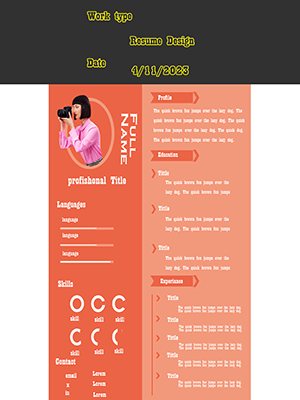 Work type
Resume Design
Date
4/11/2023
FULL NAME
profishonal Title
Languages
language
language
language
Skills
skill
skill
skill
skill
skill
skill
Contact
email
Lorem
x
Lorem
in
Lorem
Profile
The quick brown fox jumps over the lazy dog. The
quick brown fox jumps over the lazy dog. The quick
brown fox jumps over the lazy dog. The quick brown
fox jumps over the lazy dog.
Education
Title
The quick brown fox jumps over the
lazy dog. The quick brown fox jumps
Title
The quick brown fox jumps over the
lazy dog. The quick brown fox jumps
Title
The quick brown fox jumps over the
lazy dog. The quick brown fox jumps
Experience
Title
The quick brown fox jumps over the lazy dog.
Title
The quick brown fox jumps over the lazy dog.
Title
The quick brown fox jumps over the lazy dog.
Title
The quick brown fox jumps over the lazy dog.
Title
The quick brown fox jumps over the lazy dog.